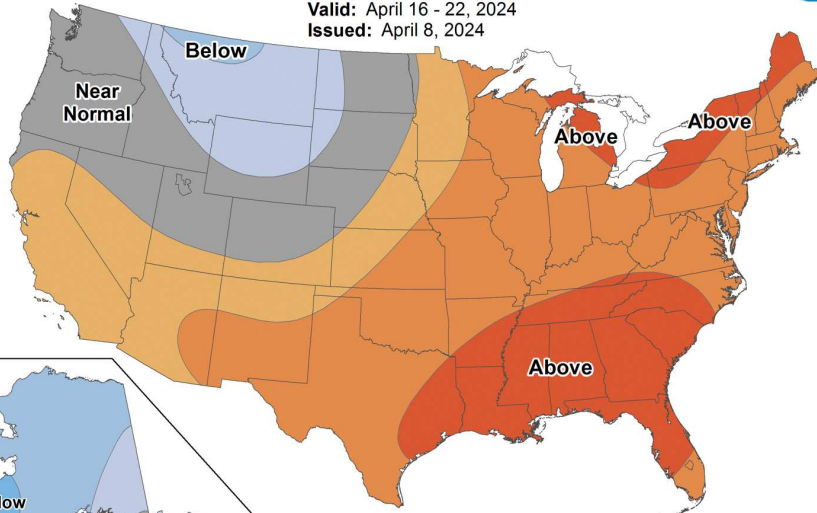 Valid: April 16 - 22, 2024
Issued: April 8, 2024
Below
Near
Normal
Above
Above
Above